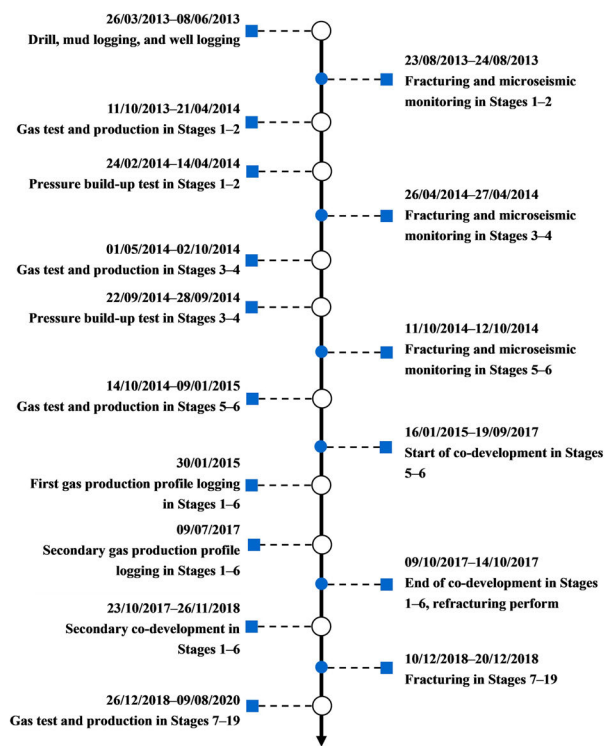 26/03/2013–08/06/2013
Drill, mud logging, and well logging
23/08/2013–24/08/2013
Fracturing and microseismic
monitoring in Stages 1–2
11/10/2013–21/04/2014
Gas test and production in Stages 1–2
24/02/2014–14/04/2014
Pressure build-up test in Stages 1–2
26/04/2014–27/04/2014
Fracturing and microseismic
monitoring in Stages 3–4
01/05/2014–02/10/2014
Gas test and production in Stages 3–4
22/09/2014–28/09/2014
Pressure build-up test in Stages 3–4
11/10/2014–12/10/2014
Fracturing and microseismic
monitoring in Stages 5–6
14/10/2014–09/01/2015
Gas test and production in Stages 5–6
16/01/2015–19/09/2017
Start of co-development in Stages
5–6
30/01/2015
First gas production profile logging
in Stages 1–6
09/07/2017
Secondary gas production profile
logging in Stages 1–6
09/10/2017–14/10/2017
End of co-development in Stages
1–6, refracturing perform
23/10/2017–26/11/2018
Secondary co-development in
Stages 1–6
10/12/2018–20/12/2018
Fracturing in Stages 7–19
26/12/2018–09/08/2020
Gas test and production in Stages 7–19